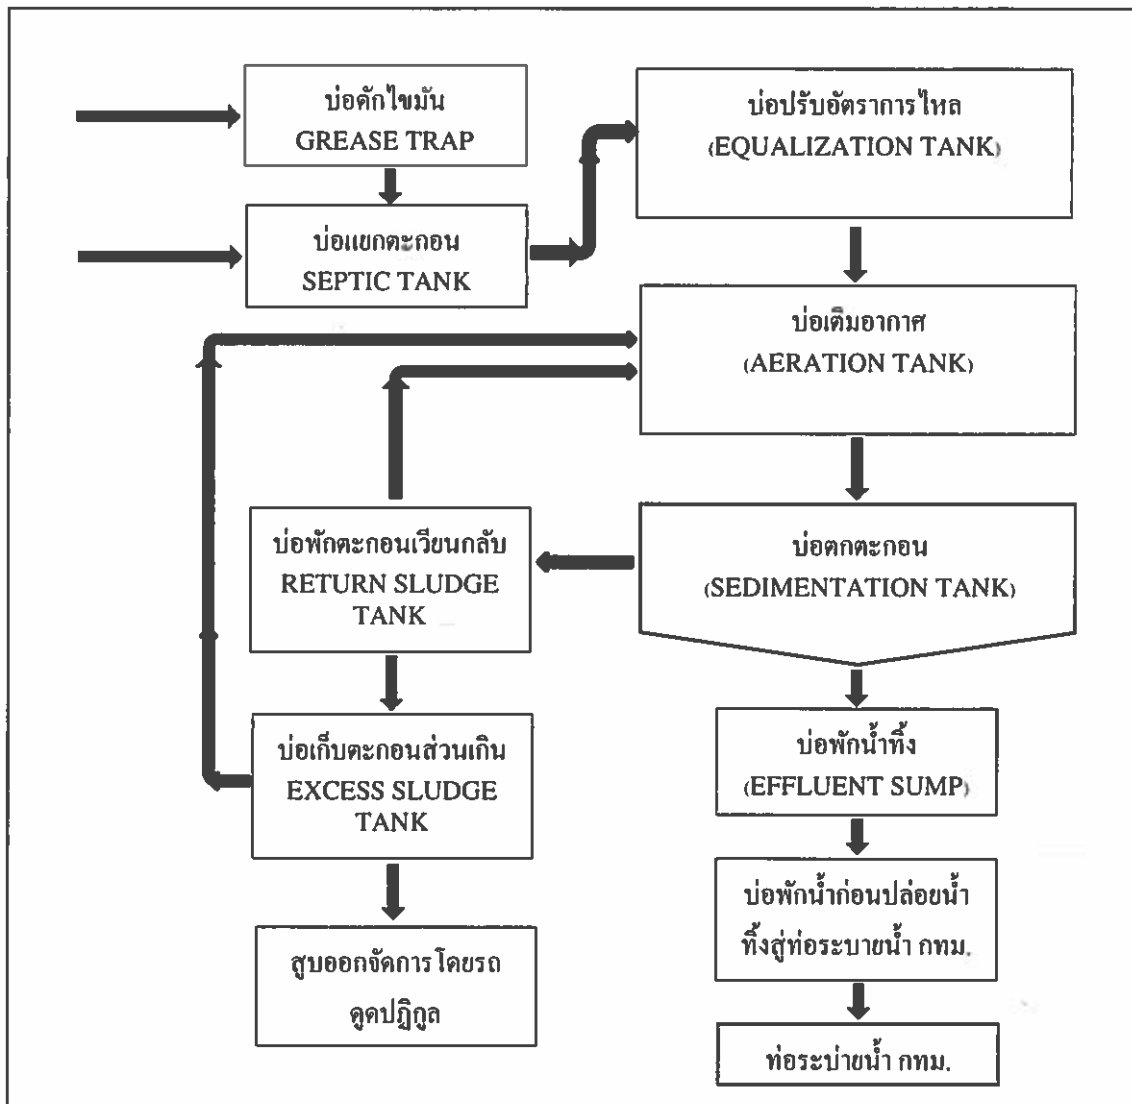 บ่อดักไขมัน
GREASE TRAP
บ่อปรับอัตราการไหล
(EQUALIZATION TANK)
บ่อแยกตะกอน
SEPTIC TANK
บ่อเติมอากาศ
(AERATION TANK)
บ่อพักตะกอนเวียนกลับ
RETURN SLUDGE
TANK
บ่อตกตะกอน
(SEDIMENTATION TANK)
บ่อเก็บตะกอนส่วนเกิน
EXCESS SLUDGE
TANK
บ่อพักน้ำทิ้ง
(EFFLUENT SUMP)
บ่อพักน้ำก่อนปล่อยน้ำ
ทิ้งสู่ท่อระบายน้ำ กทม.
สูบออกจัดการโดยรถ
ดูดปฏิกูล
ท่อระบายน้ำ กทม.